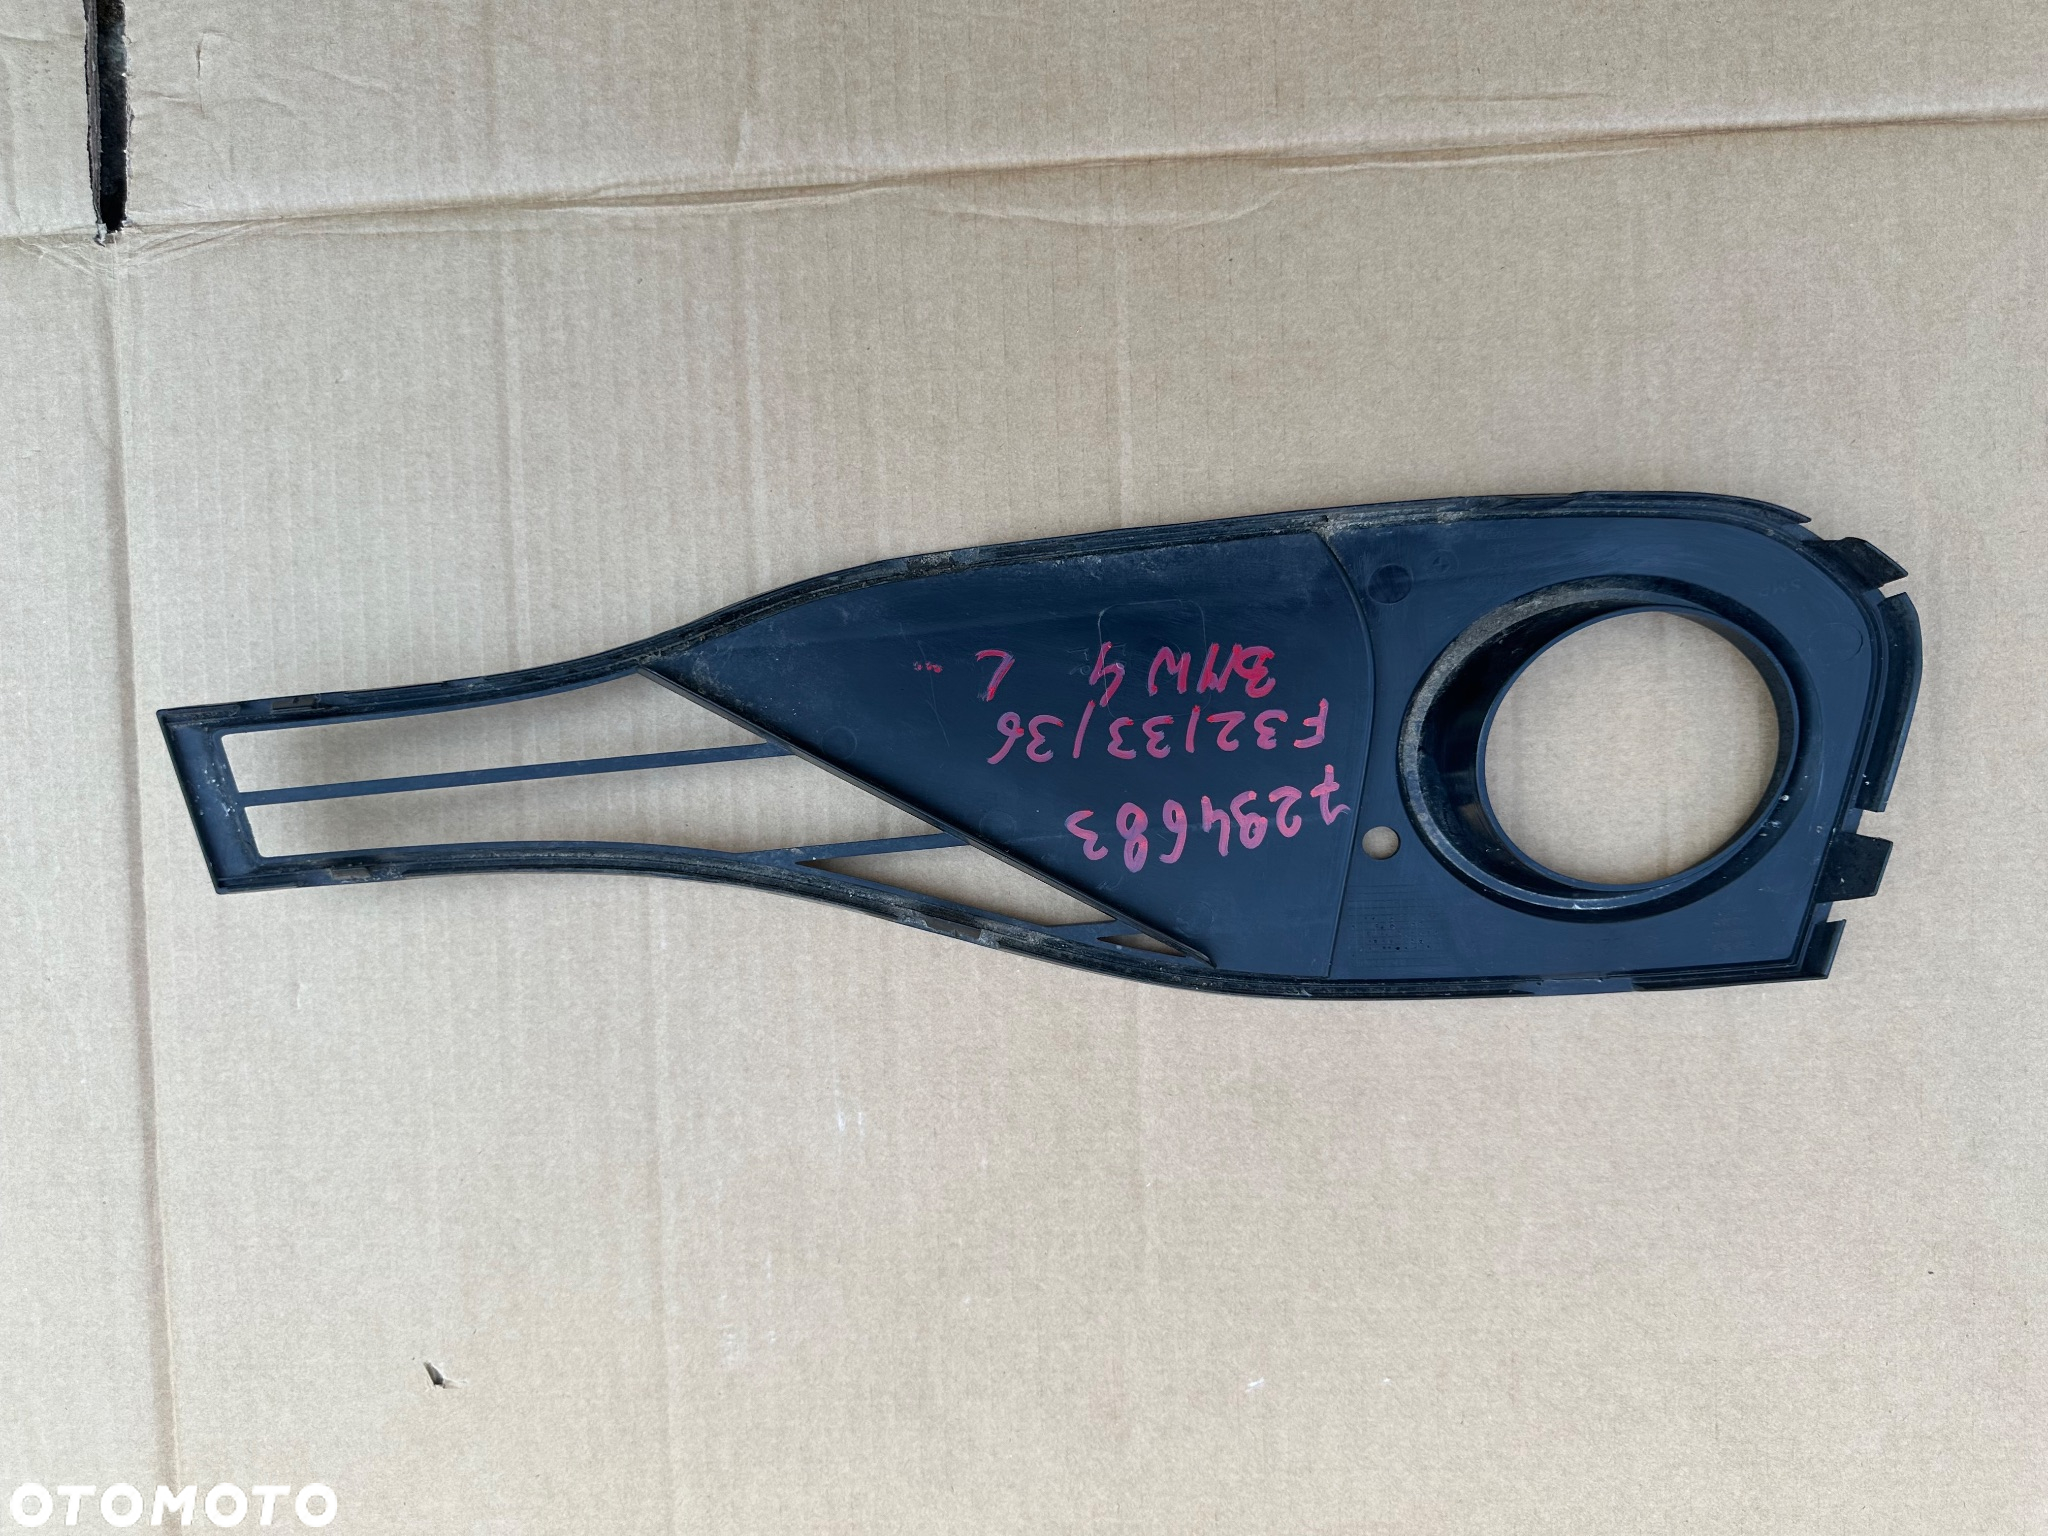 BMW 4 L ...
F32/33/36
7294683
OTOMOTO